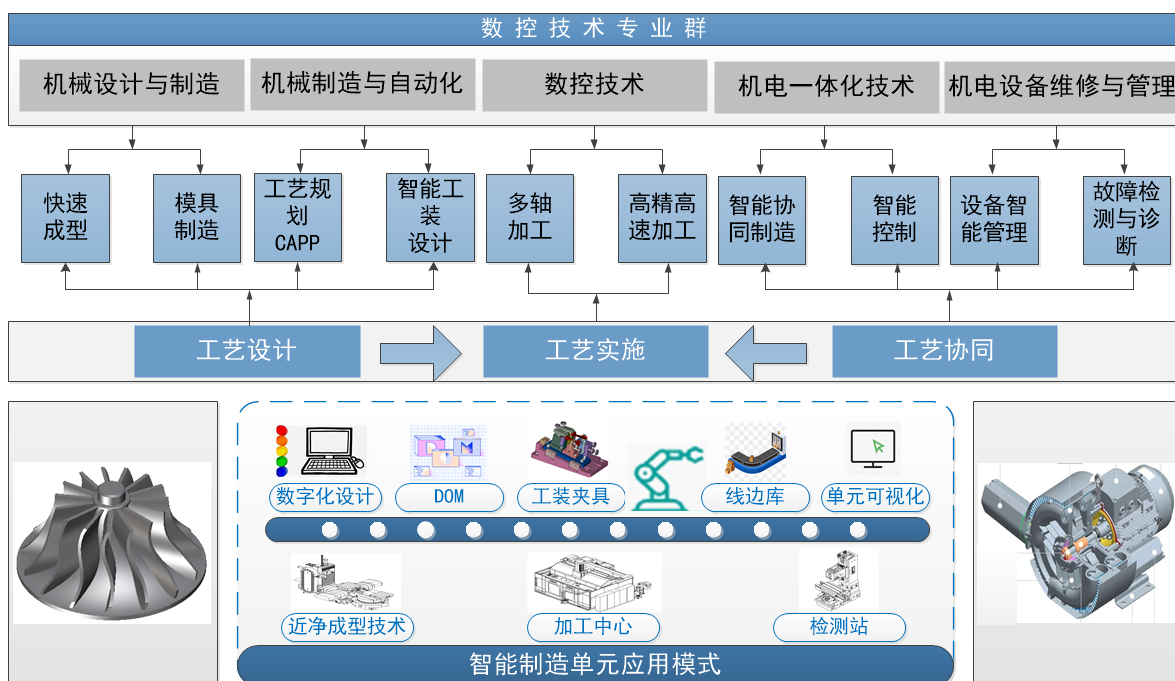 数控技术专业群
机械设计与制造
机械制造与自动化
数控技术
机电一体化技术
机电设备维修与管理
快速
成型
模具
制造
工艺规
划
CAPP
智能工
装
设计
多轴
加工
高精高
速加工
智能协
同制造
智能
控制
设备智
能管理
故障检
测与诊
断
工艺设计
工艺实施
工艺协同
数字化设计
DOM
工装夹具
线边库
单元可视化
近净成型技术
加工中心
检测站
智能制造单元应用模式